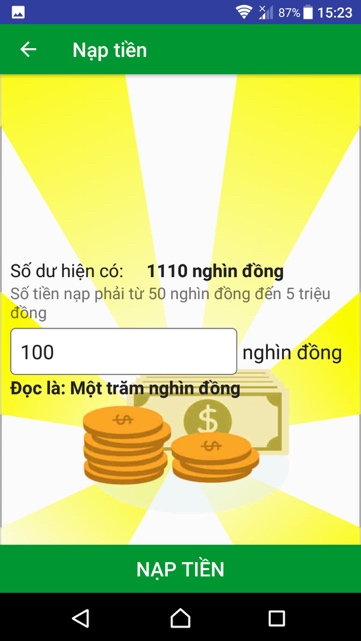 87% 15:23
Nạp tiền
Số dư hiện có: 1110 nghìn đồng
Số tiền nạp phải từ 50 nghìn đồng đến 5 triệu
đồng
100 nghìn đồng
Đọc là: Một trăm nghìn đồng
$
$ $
NẠP TIỀN